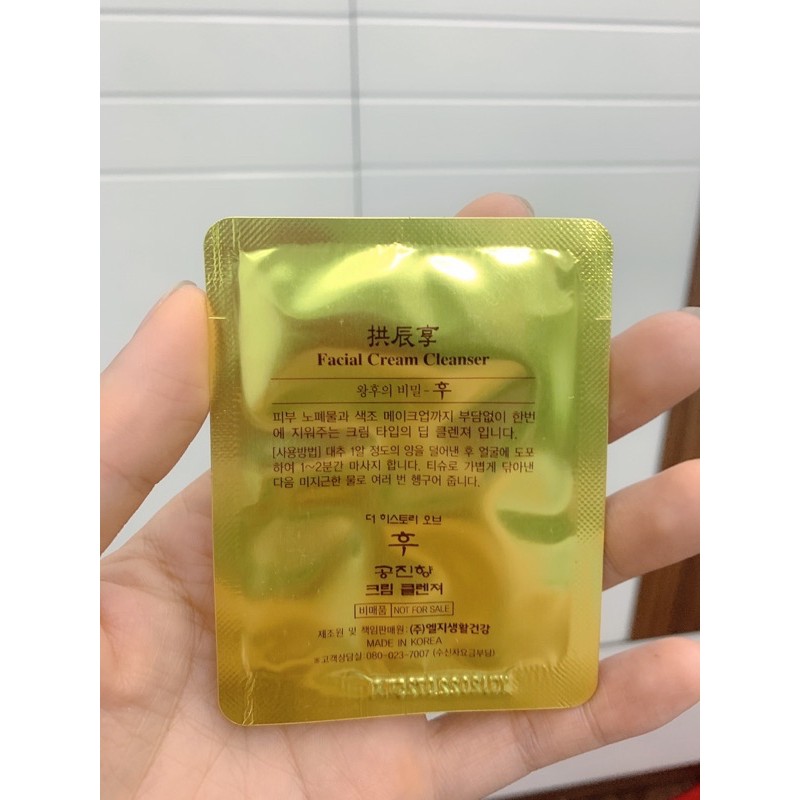 拱辰享
Facial Cream Cleanser
왕후의 비밀 - 후
피부 노폐물과 색조 메이크업까지 부담없이 한번
에 지워주는 크림 타입의 딥 클렌져 입니다.
[사용방법] 대추 1알 정도의 양을 덜어낸 후 얼굴에 도포
하여 1~2분간 마사지 합니다. 티슈로 가볍게 닦아낸
다음 미지근한 물로 여러 번 헹구어 줍니다.
더 히스토리 오브
후
공진향
크림 클렌져
비매품 NOT FOR SALE
제조원 및 책임판매원 : (주)엘지생활건강
MADE IN KOREA
※고객상담실 080-023-7007 (수신자요금부담)